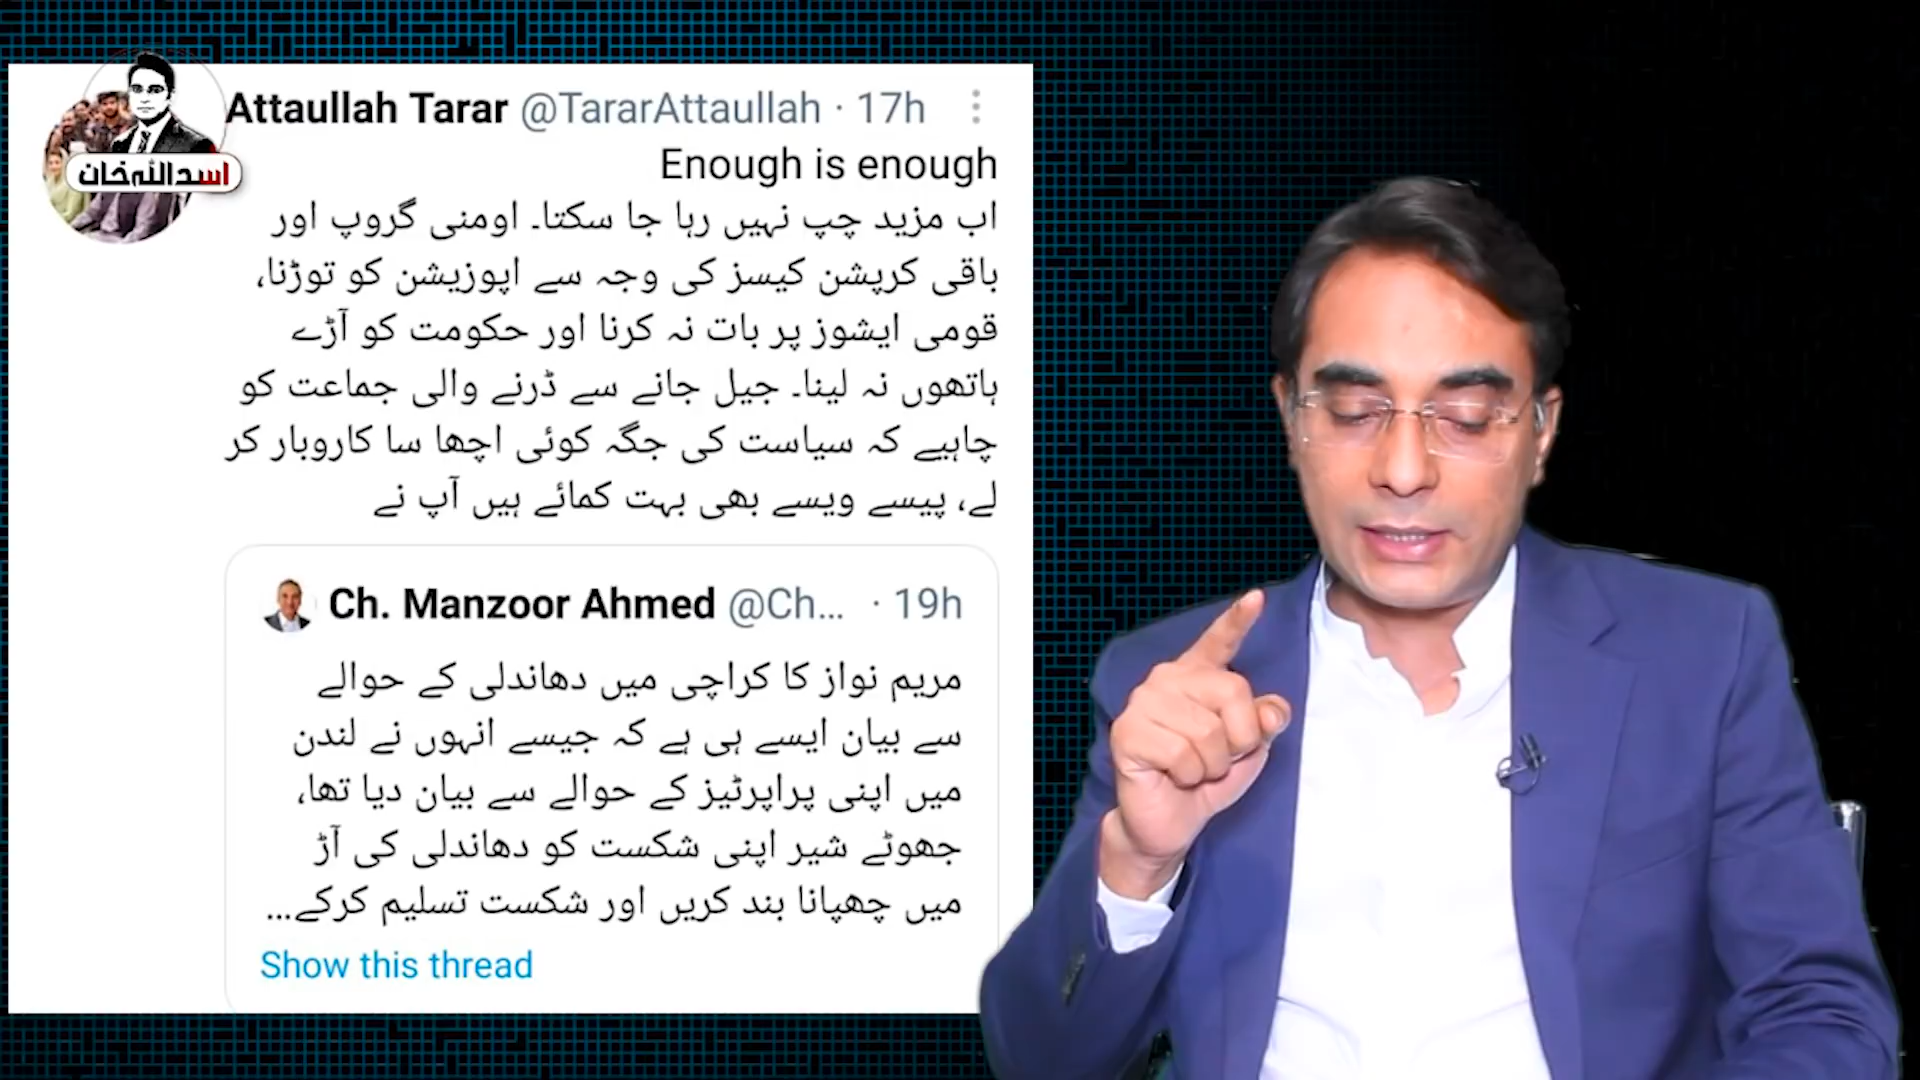 اسداللہ خان
Attaullah Tarar @TararAttaullah · 17h
Enough is enough
اب مزید چپ نہیں رہا جا سکتا۔ اومنی گروپ اور
باقی کرپشن کیسز کی وجہ سے اپوزیشن کو توڑنا،
قومی ایشوز پر بات نہ کرنا اور حکومت کو آڑے
ہاتھوں نہ لینا۔ جیل جانے سے ڈرنے والی جماعت کو
چاہیے کہ سیاست کی جگہ کوئی اچھا سا کاروبار کر
لے، پیسے ویسے بھی بہت کمائے ہیں آپ نے
Ch. Manzoor Ahmed @Ch... · 19h
مریم نواز کا کراچی میں دھاندلی کے حوالے
سے بیان ایسے ہی ہے کہ جیسے انہوں نے لندن
میں اپنی پراپرٹیز کے حوالے سے بیان دیا تھا،
جھوٹے شیر اپنی شکست کو دھاندلی کی آڑ
میں چھپانا بند کریں اور شکست تسلیم کرکے...
Show this thread